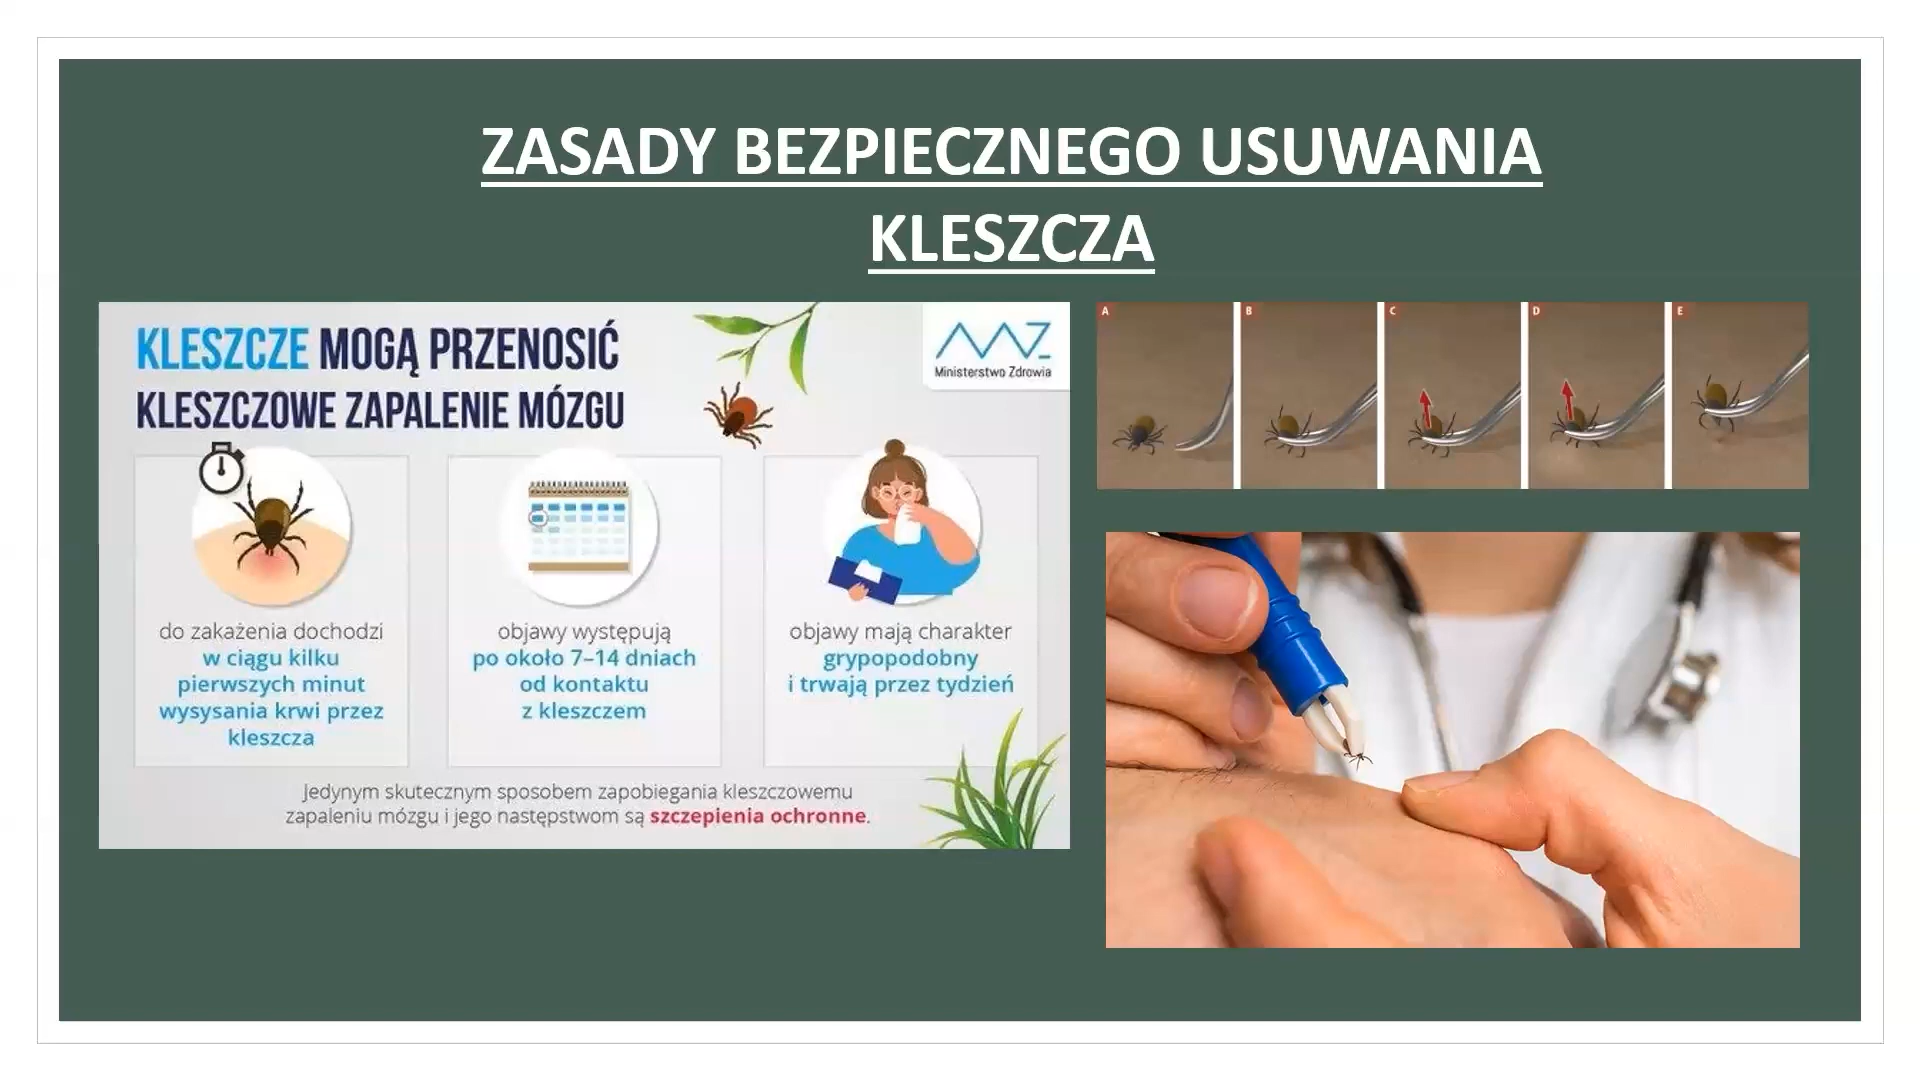 ZASADY BEZPIECZNEGO USUWANIA
KLESZCZA
KLESZCZE MOGĄ PRZENOSIĆ
KLESZCZOWE ZAPALENIE MÓZGU
Ministerstwo Zdrowia
do zakażenia dochodzi
w ciągu kilku
pierwszych minut
wysysania krwi przez
kleszcza
objawy występują
po około 7–14 dniach
od kontaktu
z kleszczem
objawy mają charakter
grypopodobny
i trwają przez tydzień
Jedynym skutecznym sposobem zapobiegania kleszczowemu
zapaleniu mózgu i jego następstwom są szczepienia ochronne.
A
B
C
D
E